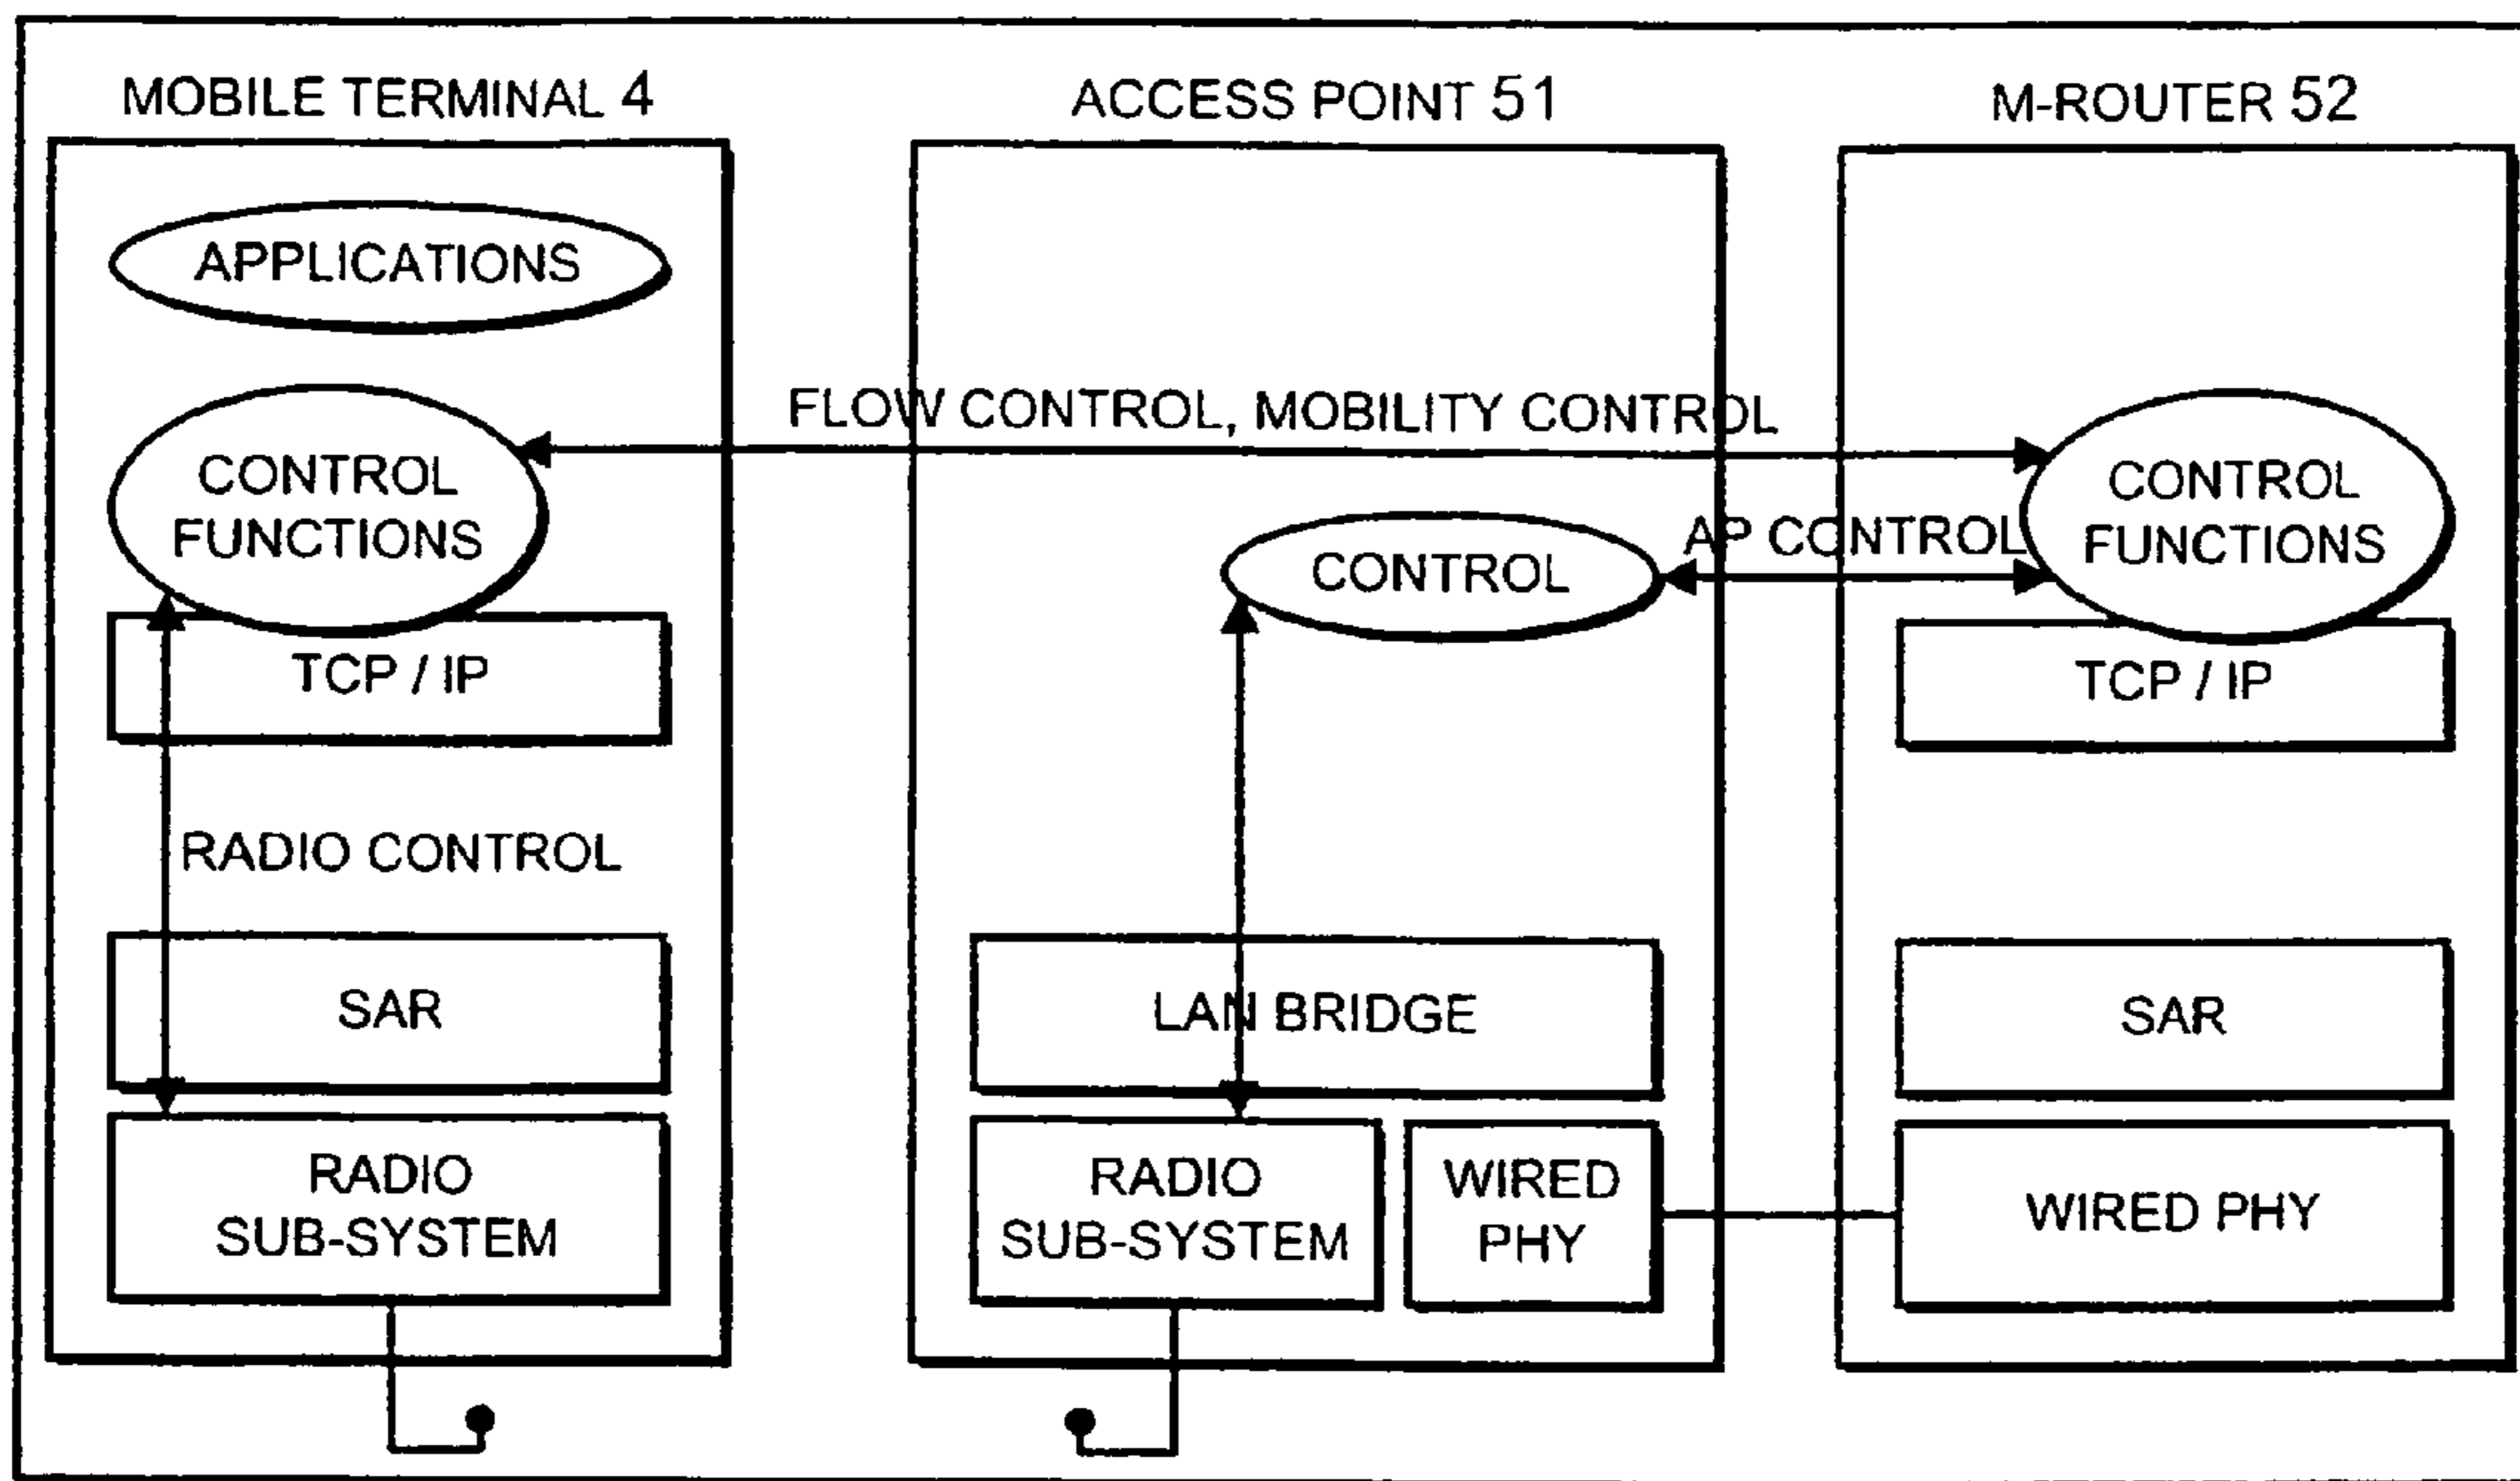 MOBILE TERMINAL 4
ACCESS POINT 51
M-ROUTER 52
APPLICATIONS
FLOW CONTROL, MOBILITY CONTROL
CONTROL
FUNCTIONS
CONTROL
AP CONTROL
CONTROL
FUNCTIONS
TCP / IP
TCP / IP
RADIO CONTROL
SAR
LAN BRIDGE
SAR
RADIO
SUB-SYSTEM
RADIO
SUB-SYSTEM
WIRED
PHY
WIRED PHY